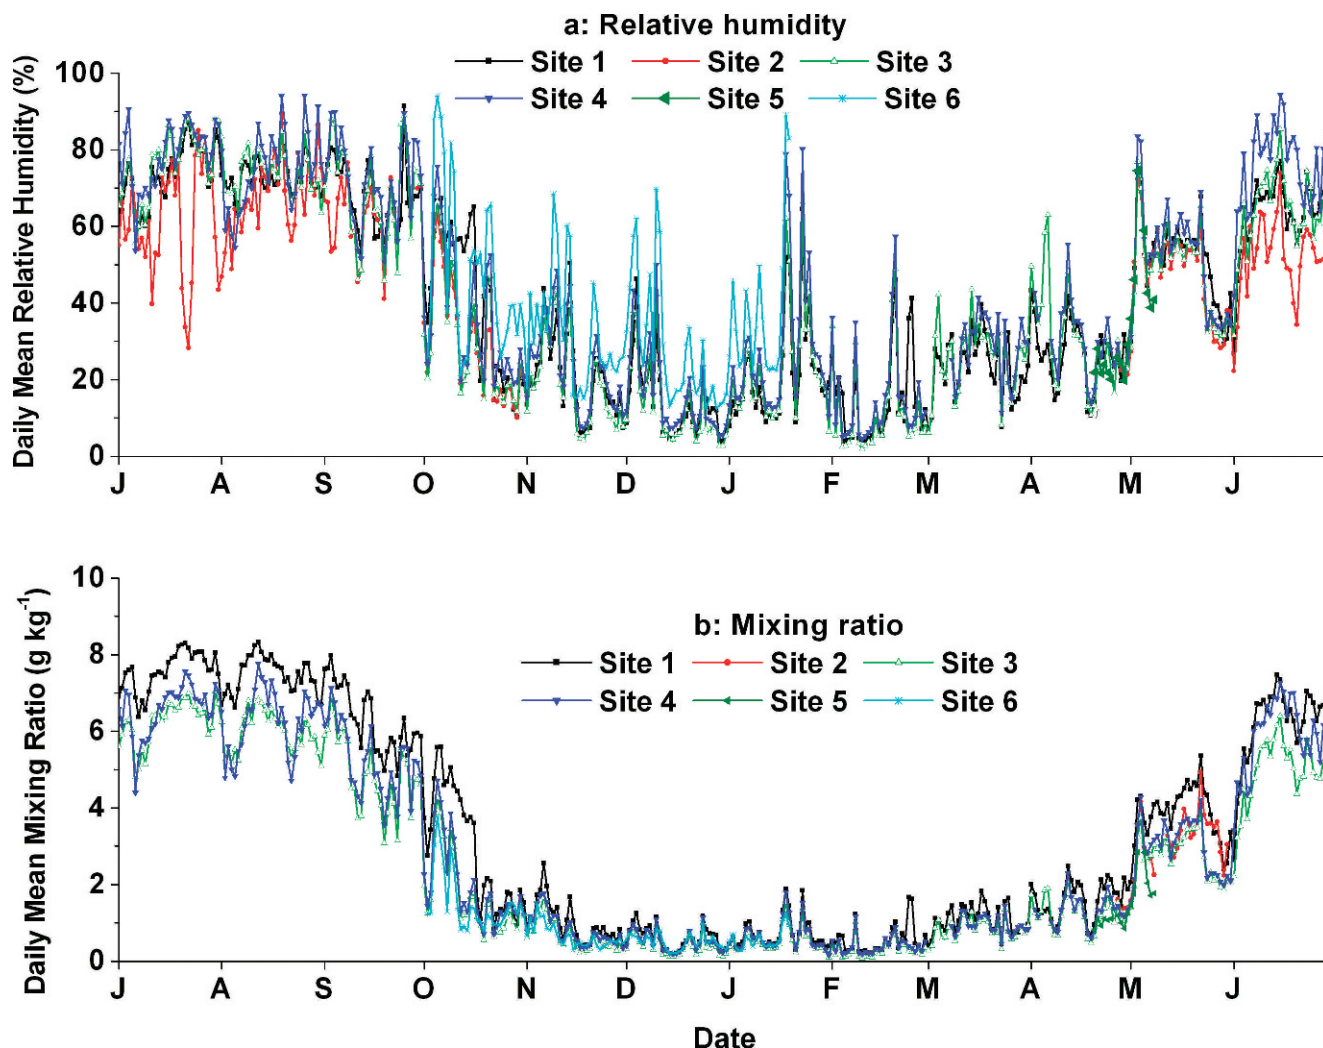 a: Relative humidity
Site 1 Site 2 Site 3
Site 4 Site 5 Site 6
Daily Mean Relative Humidity (%)
100
80
60
40
20
0
J A S O N D J F M A M J
b: Mixing ratio
Site 1 Site 2 Site 3
Site 4 Site 5 Site 6
Daily Mean Mixing Ratio (g kg⁻¹)
10
8
6
4
2
0
J A S O N D J F M A M J
Date